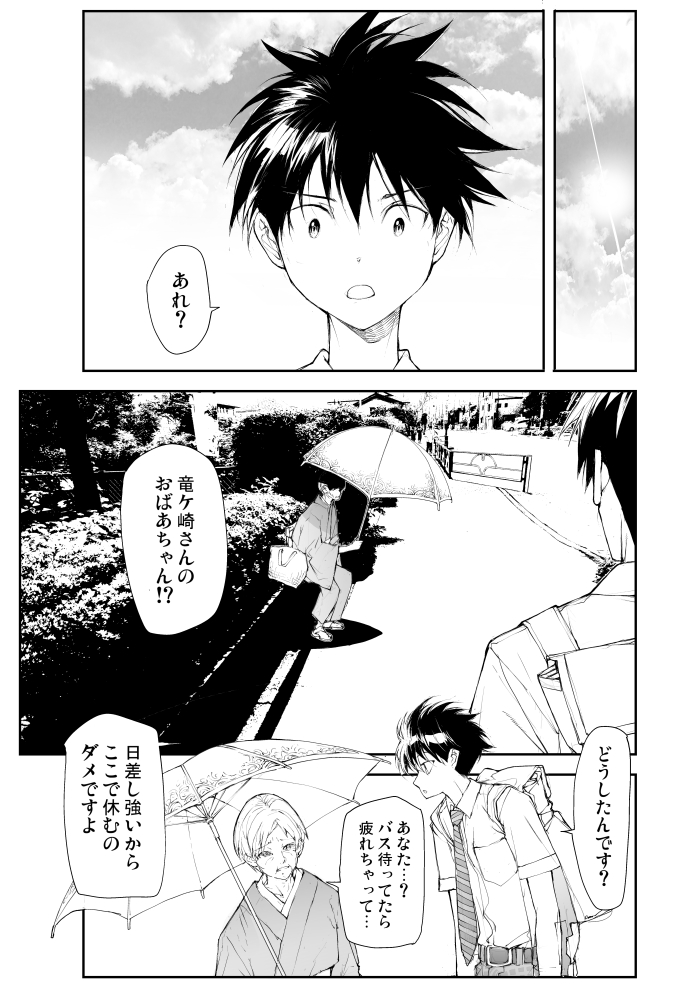 あれ？
竜ケ崎さんの
おばあちゃん!?
どうしたんです？
あなた…？
バス待ってたら
疲れちゃって…
日差し強いから
ここで休むの
ダメですよ